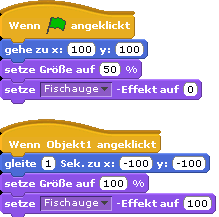 Wenn angeklickt
gehe zu x: 100 y: 100
setze Größe auf 50 %
setze Fischauge -Effekt auf 0
Wenn Objekt1 angeklickt
gleite 1 Sek. zu x: -100 y: -100
setze Größe auf 100 %
setze Fischauge -Effekt auf 100